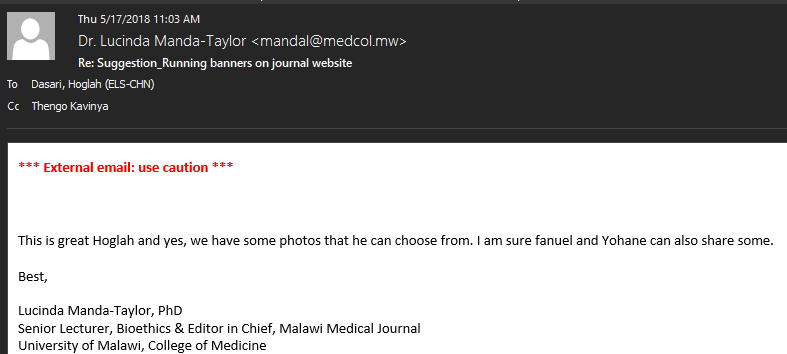 Thu 5/17/2018 11:03 AM
Dr. Lucinda Manda-Taylor <mandal@medcol.mw>
Re: Suggestion_Running banners on journal website
To Dasari, Hoglah (ELS-CHN)
Cc Thengo Kavinya
*** External email: use caution ***
This is great Hoglah and yes, we have some photos that he can choose from. I am sure fanuel and Yohane can also share some.
Best,
Lucinda Manda-Taylor, PhD
Senior Lecturer, Bioethics & Editor in Chief, Malawi Medical Journal
University of Malawi, College of Medicine